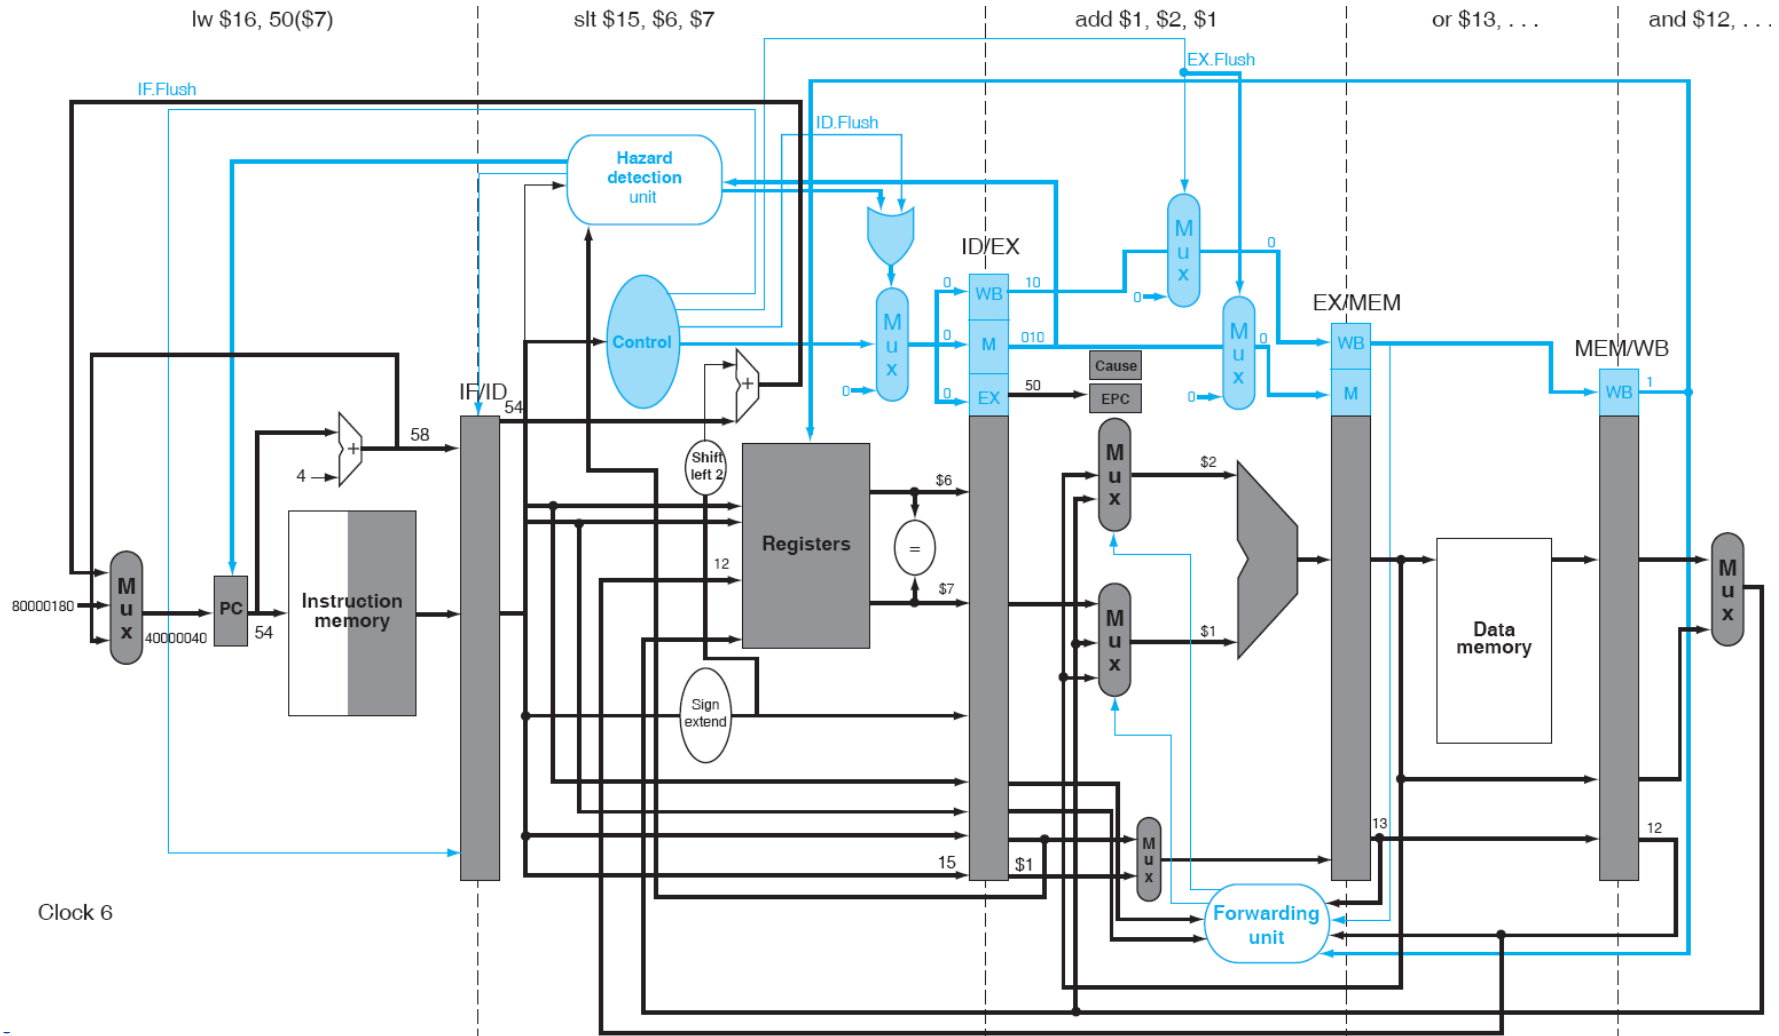 lw $16, 50($7)
slt $15, $6, $7
add $1, $2, $1
or $13, . . .
and $12, . . .
EX.Flush
IF.Flush
ID.Flush
Hazard
detection
unit
M
u
x
0
ID/EX
0
WB
10
0
EX/MEM
Control
M
u
x
0
M
010
M
u
x
0
WB
MEM/WB
Cause
0
0
EX
50
EPC
0
M
WB
1
IF/ID
54
+
58
+
4
Shift
left 2
M
u
x
$2
$6
Registers
=
12
$7
M
u
x
80000180
40000040
PC
54
Instruction
memory
M
u
x
$1
Data
memory
M
u
x
Sign
extend
13
12
M
u
x
15
$1
Clock 6
Forwarding
unit